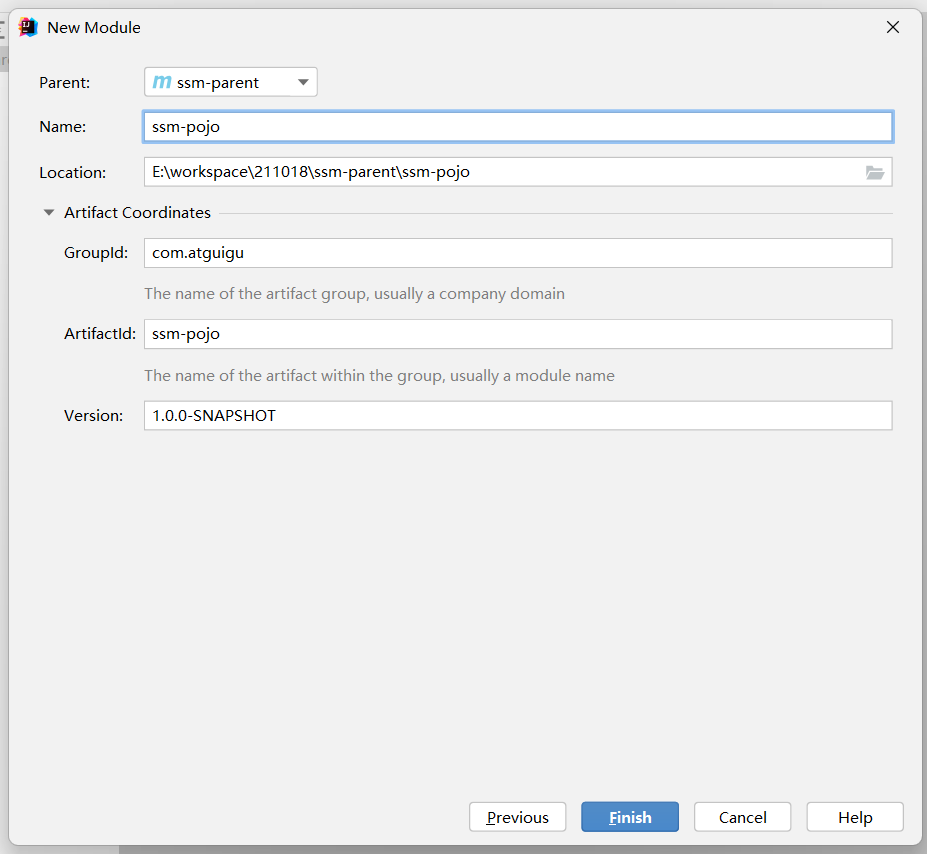 New Module
Parent: m ssm-parent
Name: ssm-pojo
Location: E:\workspace\211018\ssm-parent\ssm-pojo
Artifact Coordinates
GroupId: com.atguigu
The name of the artifact group, usually a company domain
ArtifactId: ssm-pojo
The name of the artifact within the group, usually a module name
Version: 1.0.0-SNAPSHOT
Previous Finish Cancel Help